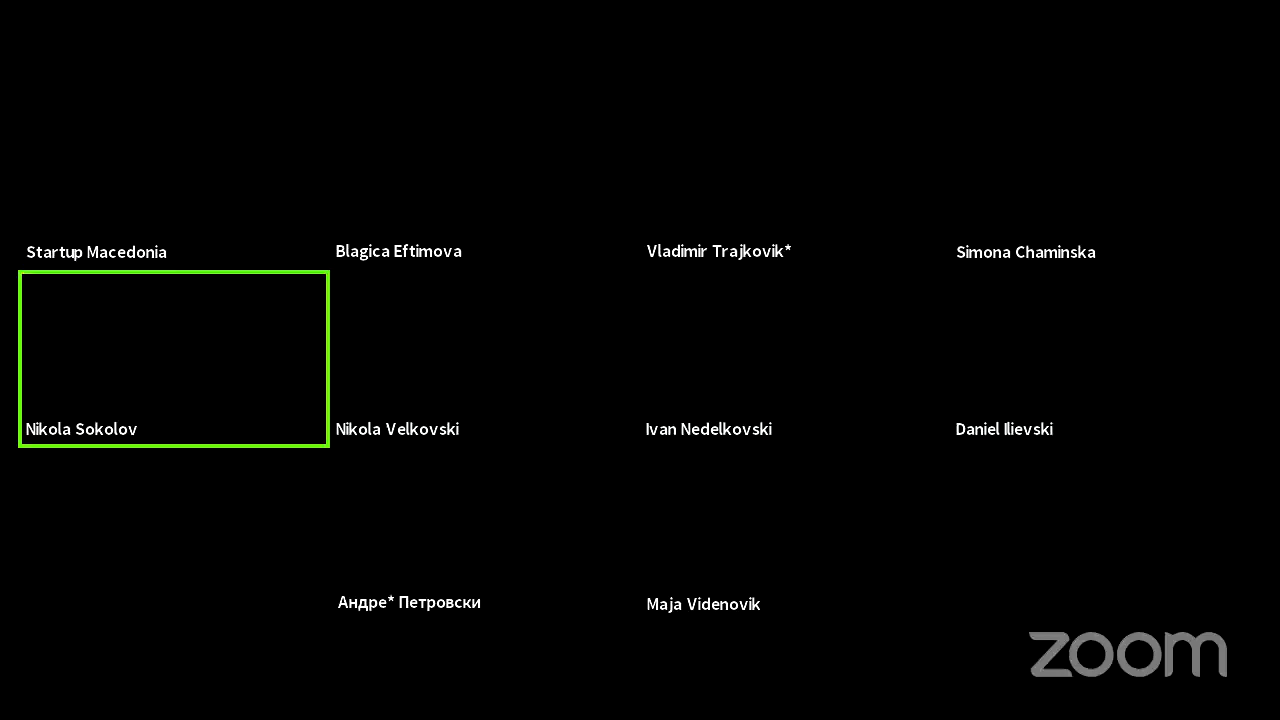 Startup Macedonia
Blagica Eftimova
Vladimir Trajkovik*
Simona Chaminska
Nikola Sokolov
Nikola Velkovski
Ivan Nedelkovski
Daniel Ilievski
Андре* Петровски
Maja Videnovik
zoom